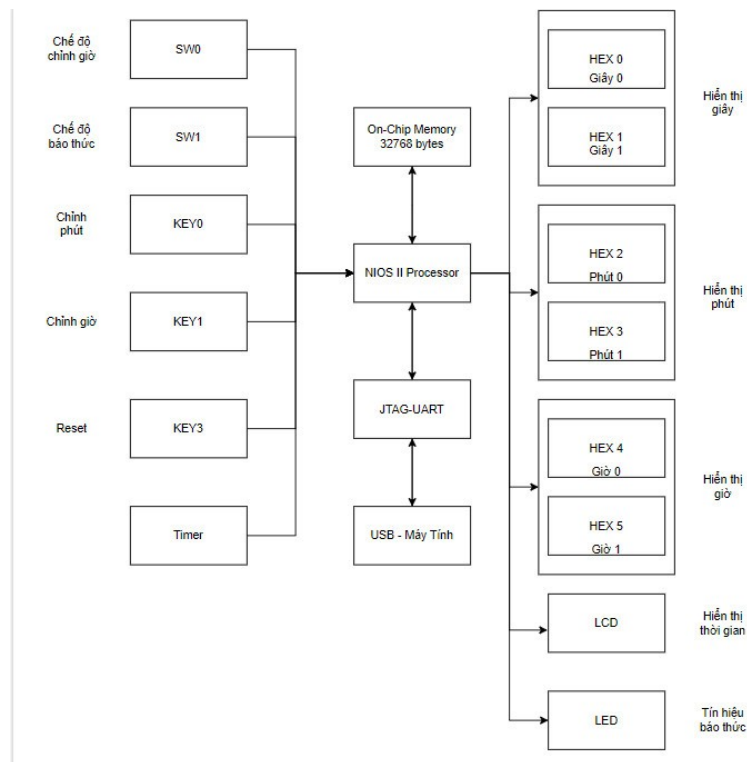 Chế độ
chỉnh giờ
SW0
Chế độ
báo thức
SW1
Chỉnh
phút
KEY0
Chỉnh giờ
KEY1
Reset
KEY3
Timer
On-Chip Memory
32768 bytes
NIOS II Processor
JTAG-UART
USB - Máy Tính
HEX 0
Giây 0
HEX 1
Giây 1
Hiển thị
giây
HEX 2
Phút 0
HEX 3
Phút 1
Hiển thị
phút
HEX 4
Giờ 0
HEX 5
Giờ 1
Hiển thị
giờ
LCD
Hiển thị
thời gian
LED
Tín hiệu
báo thức